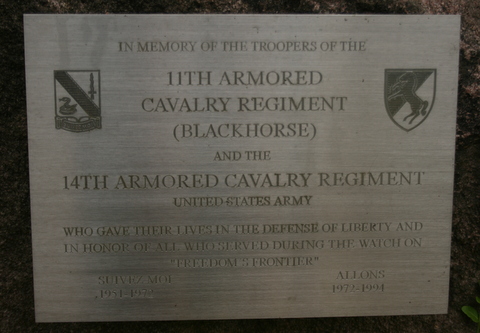 IN MEMORY OF THE TROOPERS OF THE
11TH ARMORED
CAVALRY REGIMENT
(BLACKHORSE)
AND THE
14TH ARMORED CAVALRY REGIMENT
UNITED STATES ARMY
WHO GAVE THEIR LIVES IN THE DEFENSE OF LIBERTY AND
IN HONOR OF ALL WHO SERVED DURING THE WATCH ON
"FREEDOM'S FRONTIER"
SUIVEZ MOI ALLONS
1951-1972 1972-1994